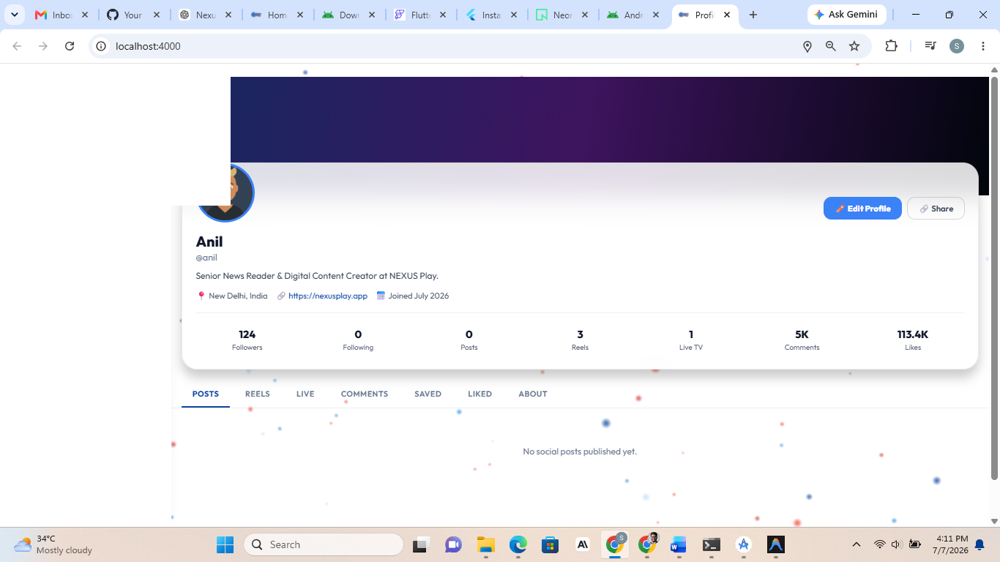 Inbo
Your
Nexu
Hom
Down
Flutt
Insta
Neon
Andr
Profil
Ask Gemini
localhost:4000
S
Edit Profile
Share
Anil
@anil
Senior News Reader & Digital Content Creator at NEXUS Play.
New Delhi, India https://nexusplay.app Joined July 2026
124 0 0 3 1 5K 113.4K
Followers Following Posts Reels Live TV Comments Likes
POSTS REELS LIVE COMMENTS SAVED LIKED ABOUT
No social posts published yet.
34°C
Mostly cloudy
Search
4:11 PM
7/7/2026